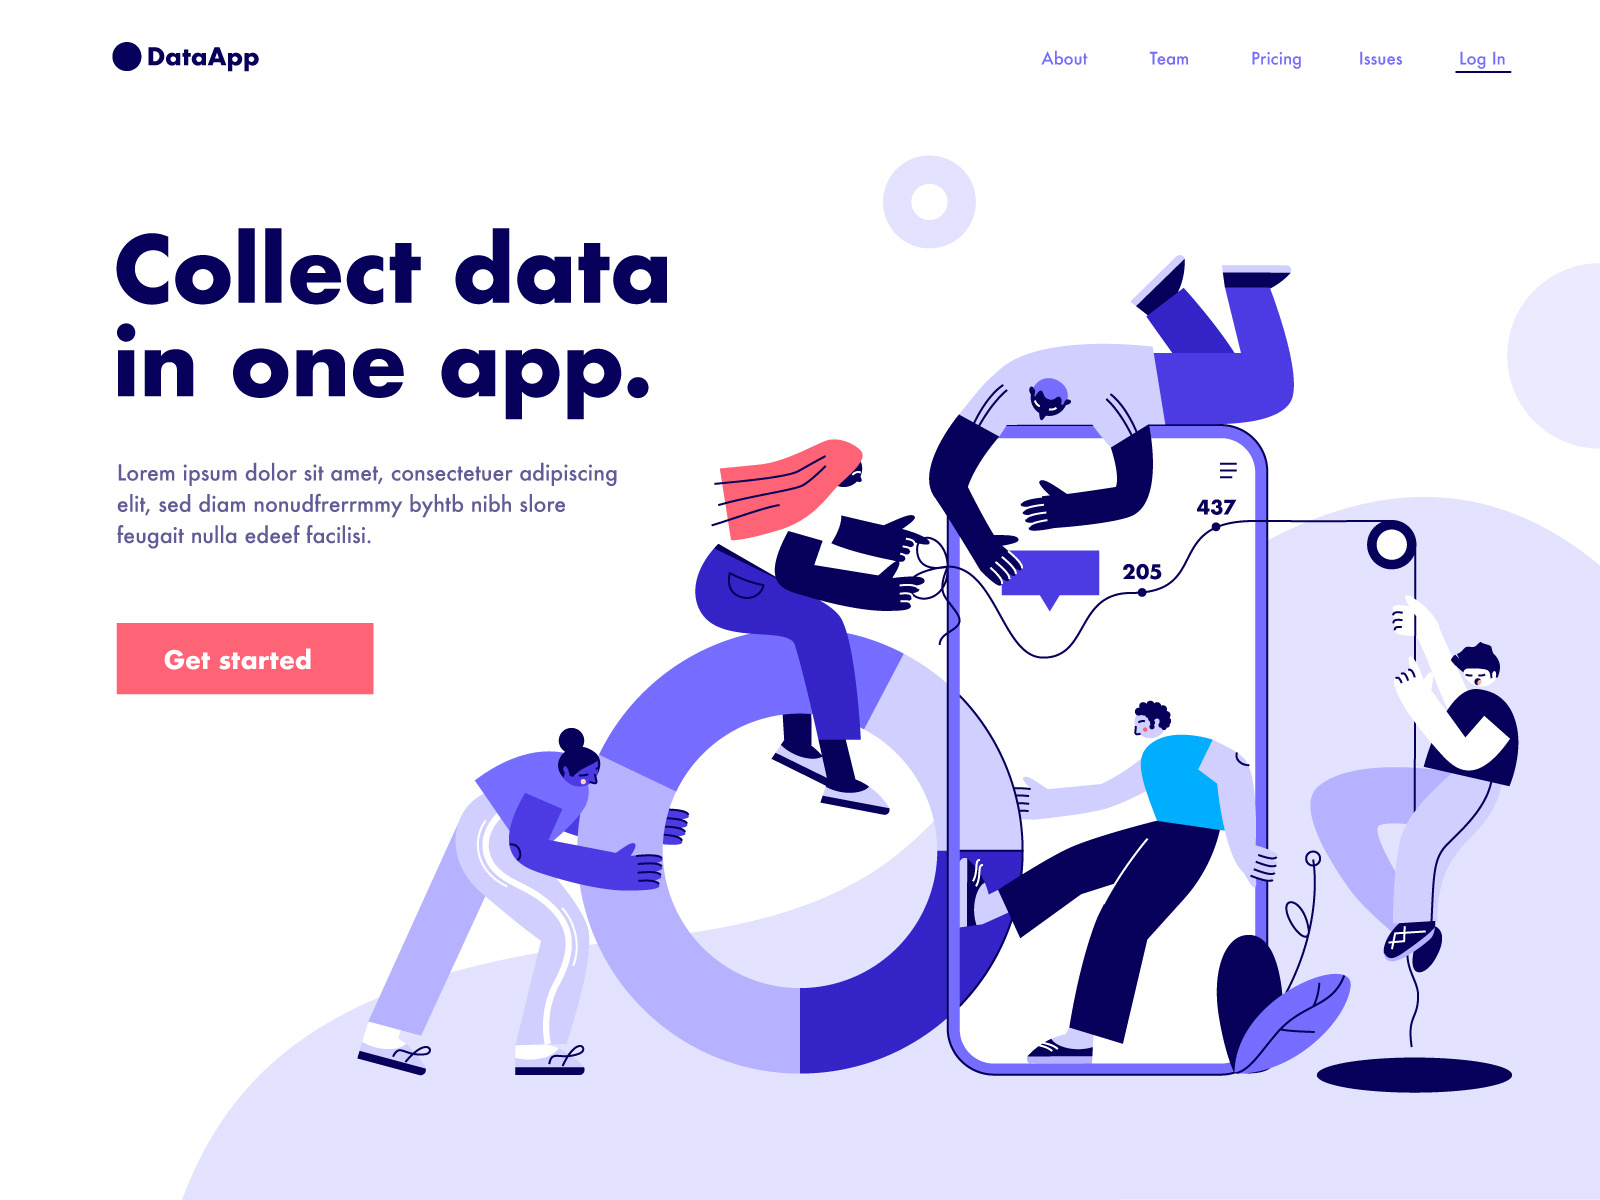 DataApp
About Team Pricing Issues Log In
Collect data
in one app.
Lorem ipsum dolor sit amet, consectetuer adipiscing
elit, sed diam nonudfrerrmmy byhtb nibh slore
feugait nulla edeef facilisi.
Get started
437
205